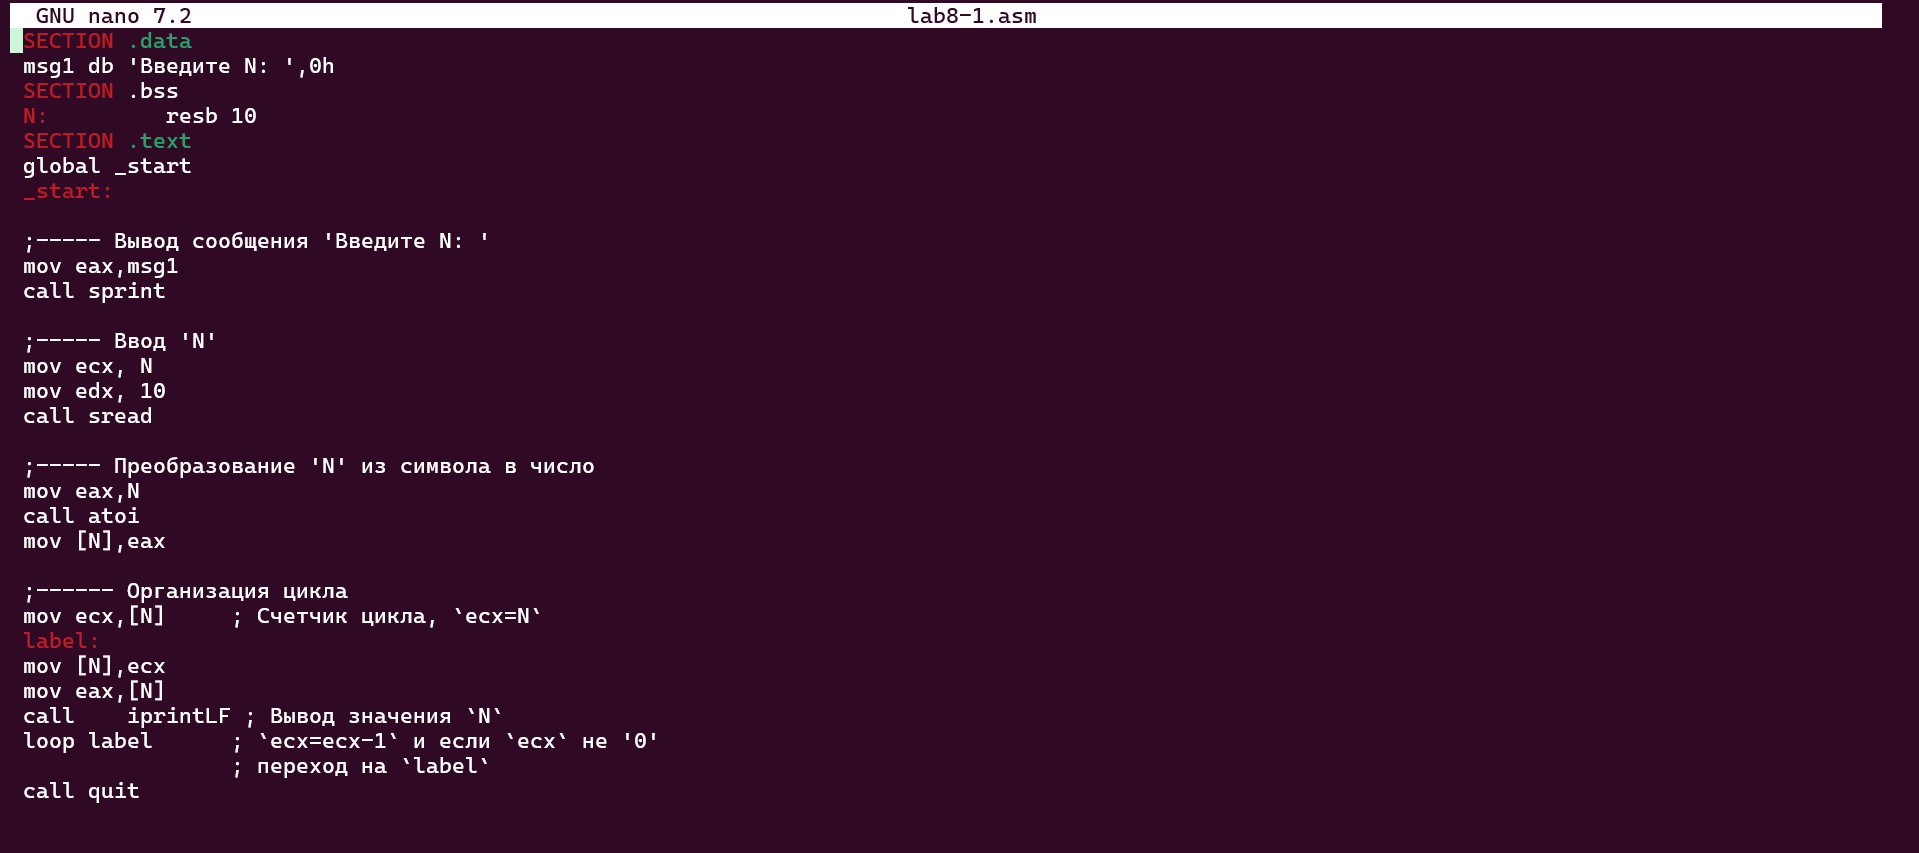 GNU nano 7.2 lab8-1.asm
SECTION .data
msg1 db 'Введите N: ',0h
SECTION .bss
N: resb 10
SECTION .text
global _start
_start:
;----- Вывод сообщения 'Введите N: '
mov eax,msg1
call sprint
;----- Ввод 'N'
mov ecx, N
mov edx, 10
call sread
;----- Преобразование 'N' из символа в число
mov eax,N
call atoi
mov [N],eax
;------ Организация цикла
mov ecx,[N] ; Счетчик цикла, `ecx=N`
label:
mov [N],ecx
mov eax,[N]
call iprintLF ; Вывод значения `N`
loop label ; `ecx=ecx-1` и если `ecx` не '0'
; переход на `label`
call quit